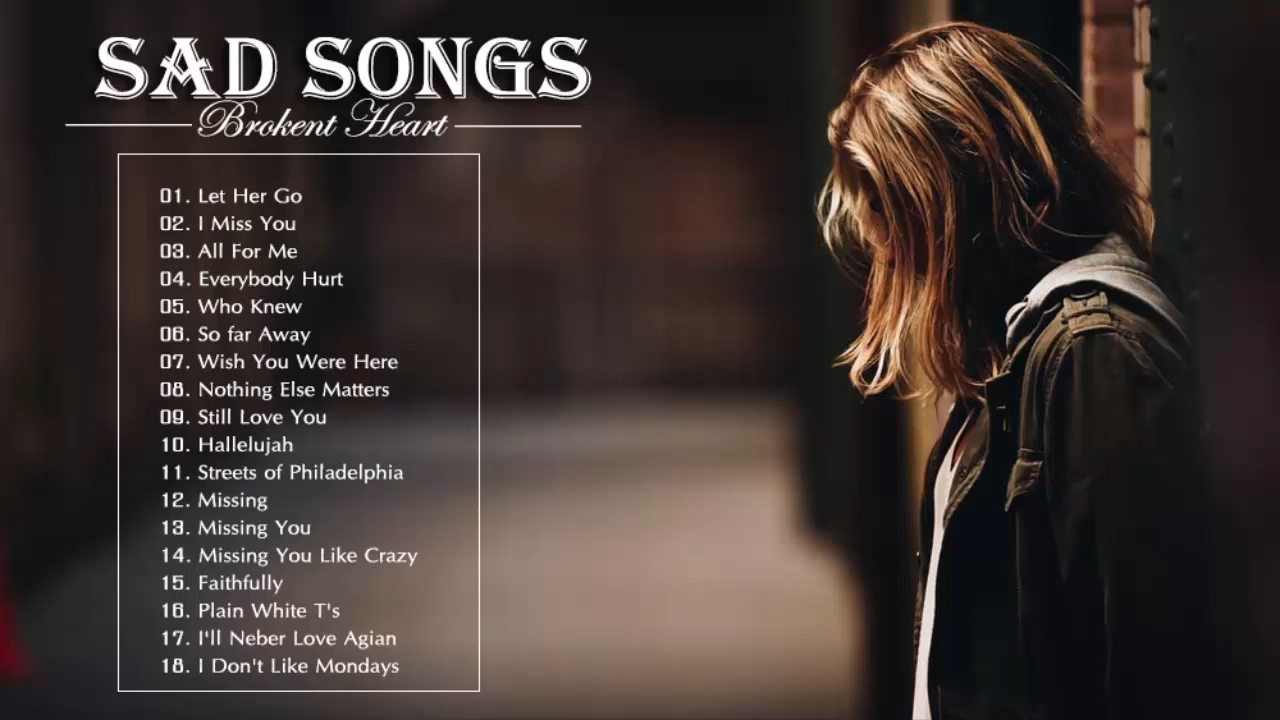 SAD SONGS
Brokent Heart
01. Let Her Go
02. I Miss You
03. All For Me
04. Everybody Hurt
05. Who Knew
06. So far Away
07. Wish You Were Here
08. Nothing Else Matters
09. Still Love You
10. Hallelujah
11. Streets of Philadelphia
12. Missing
13. Missing You
14. Missing You Like Crazy
15. Faithfully
16. Plain White T's
17. I'll Neber Love Agian
18. I Don't Like Mondays